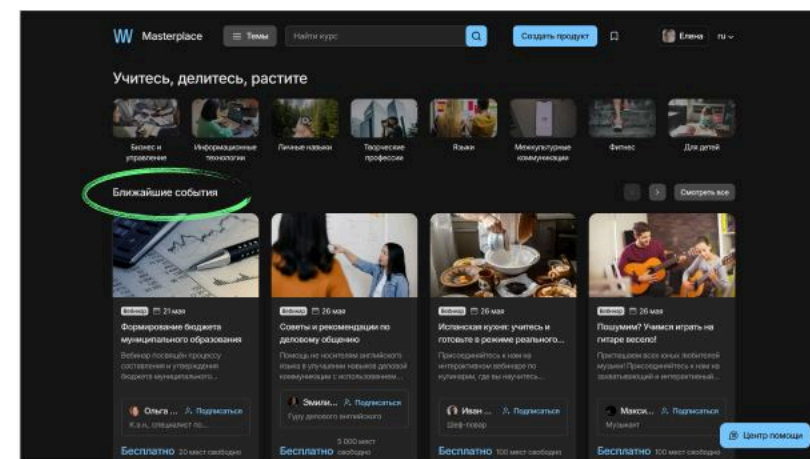 Masterplace
Темы
Найти курс
Создать продукт
Елена
ru
Учитесь, делитесь, растите
Бизнес и управление
Информационные технологии
Личные навыки
Творческие профессии
Языки
Межкультурные коммуникации
Фитнес
Для детей
Ближайшие события
Смотреть все
Вебинар 21 мая
Формирование бюджета
муниципального образования
Вебинар посвящён процессу
составления и утверждения
бюджета муниципального...
Ольга ... Подписаться
К.э.н., специалист по...
Бесплатно 20 мест свободно
Вебинар 26 мая
Советы и рекомендации по
деловому общению
Помощь не носителям английского
языка в улучшении навыков деловой
коммуникации с использованием...
Эмили... Подписаться
Гуру делового английского
Бесплатно 5 000 мест свободно
Вебинар 26 мая
Испанская кухня: учитесь и
готовьте в режиме реального...
Присоединяйтесь к нам на
интерактивном вебинаре по
кулинарии, где вы научитесь...
Иван ... Подписаться
Шеф-повар
Бесплатно 100 мест свободно
Вебинар 26 мая
Пошумим? Учимся играть на
гитаре весело!
Приглашаем всех юных любителей
музыки! Присоединяйтесь к нам на
захватывающий и интерактивный...
Макси... Подписаться
Музыкант
Бесплатно 100 мест свободно
Центр помощи